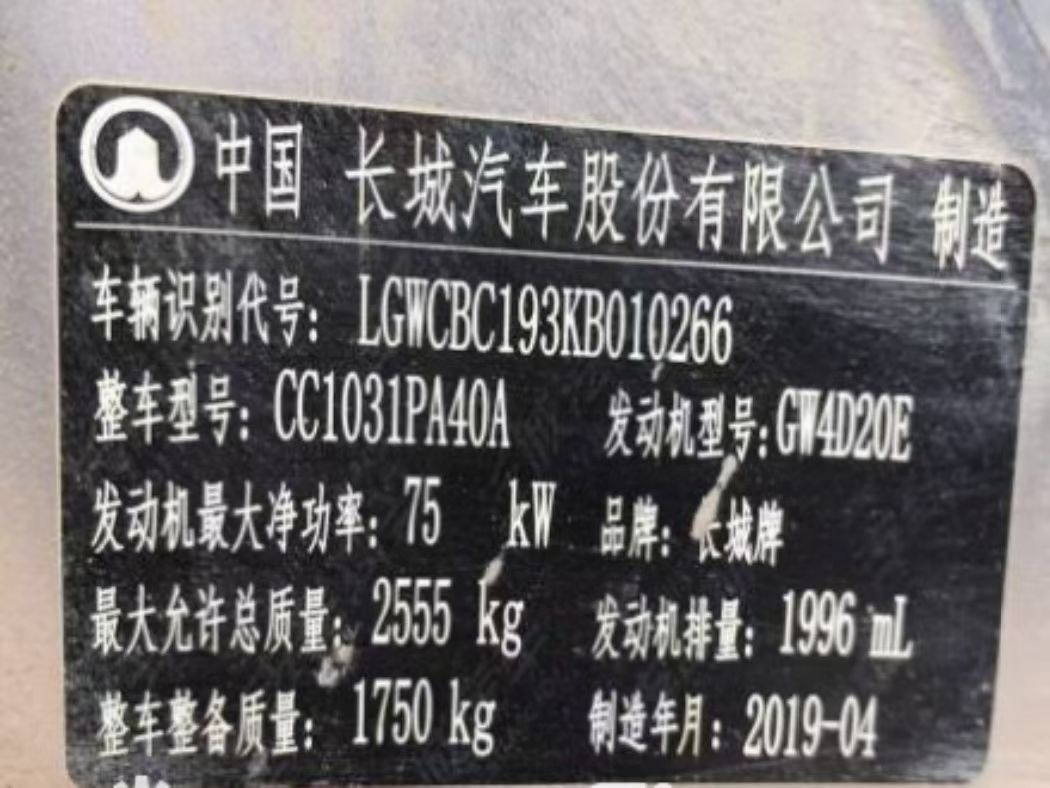 中国 长城汽车股份有限公司 制造
车辆识别代号: LGWCBC193KB010266
整车型号: CC1031PA40A 发动机型号: GW4D20E
发动机最大净功率: 75 kW 品牌: 长城牌
最大允许总质量: 2555 kg 发动机排量: 1996 mL
整车整备质量: 1750 kg 制造年月: 2019-04